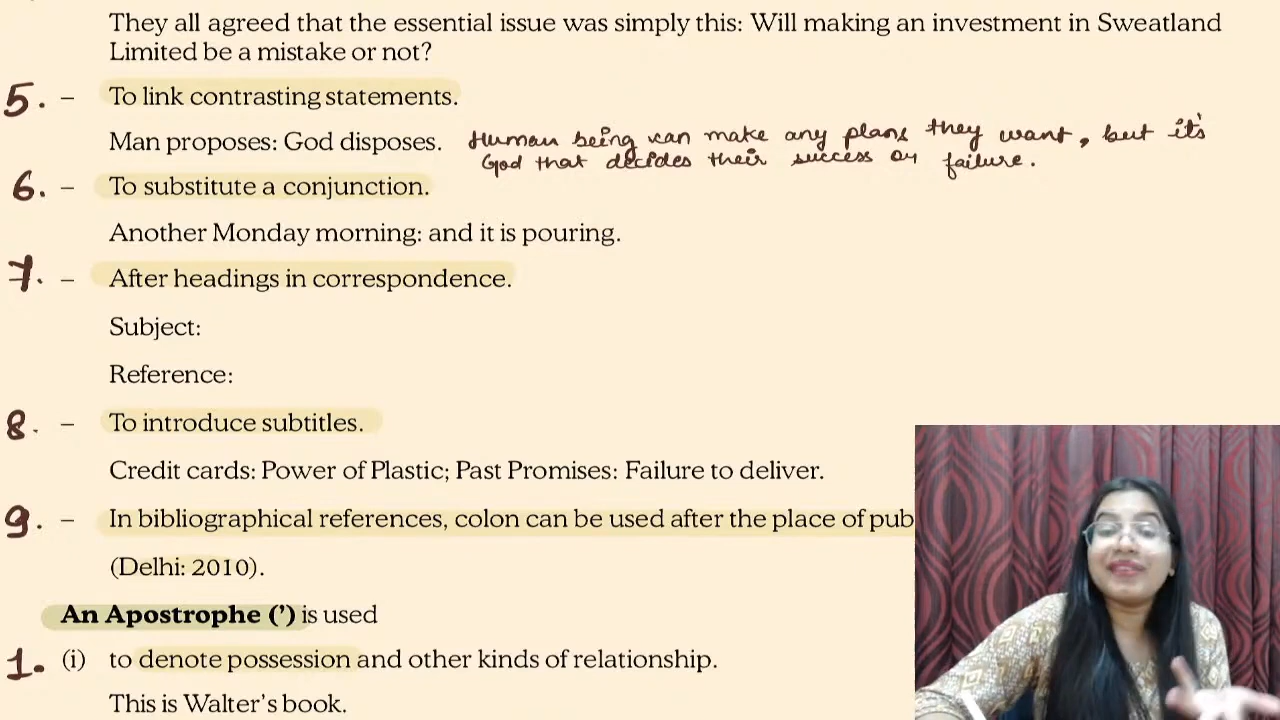 They all agreed that the essential issue was simply this: Will making an investment in Sweatland
Limited be a mistake or not?
5. – To link contrasting statements.
Man proposes: God disposes. Human being can make any plans they want, but it's
God that decides their success or failure.
6. – To substitute a conjunction.
Another Monday morning: and it is pouring.
7. – After headings in correspondence.
Subject:
Reference:
8. – To introduce subtitles.
Credit cards: Power of Plastic; Past Promises: Failure to deliver.
9. – In bibliographical references, colon can be used after the place of pub
(Delhi: 2010).
An Apostrophe (’) is used
1. (i) to denote possession and other kinds of relationship.
This is Walter’s book.